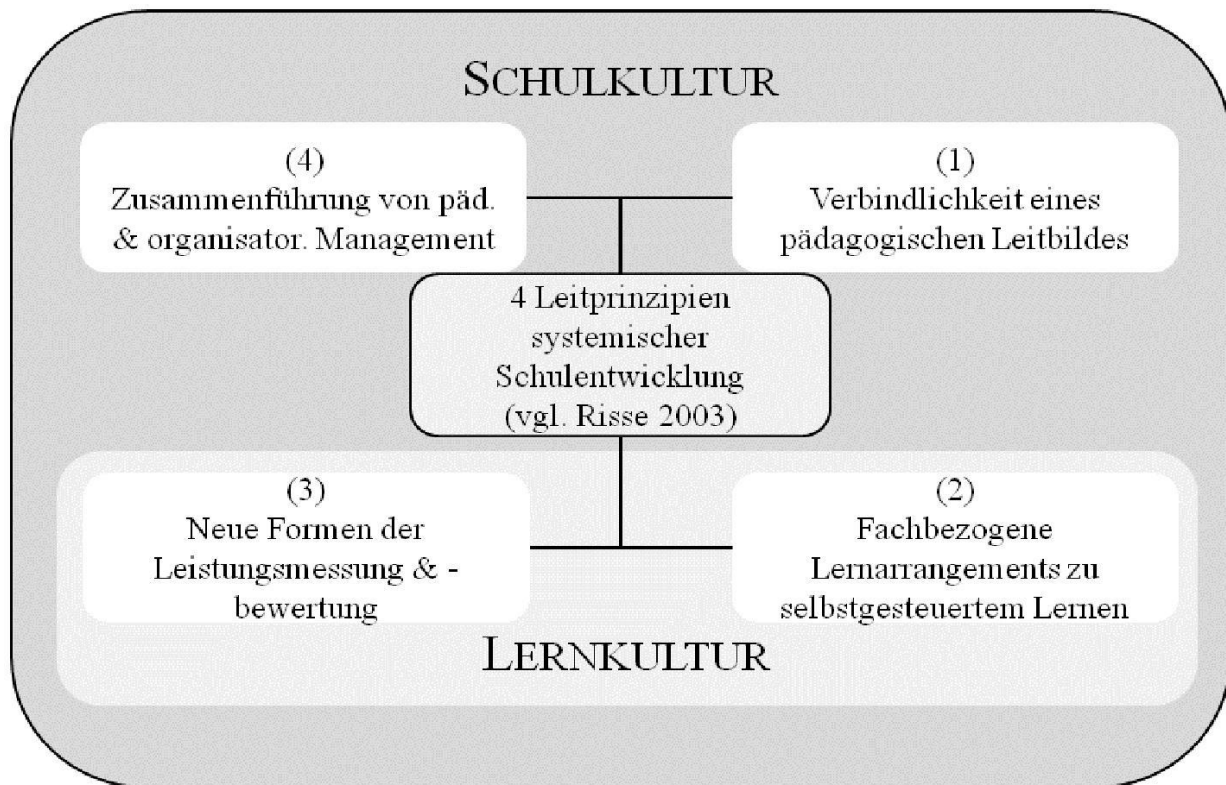 SCHULKULTUR
(4)
Zusammenführung von päd.
& organisator. Management
(1)
Verbindlichkeit eines
pädagogischen Leitbildes
4 Leitprinzipien
systemischer
Schulentwicklung
(vgl. Risse 2003)
(3)
Neue Formen der
Leistungsmessung & -
bewertung
(2)
Fachbezogene
Lernarrangements zu
selbstgesteuertem Lernen
LERNKULTUR